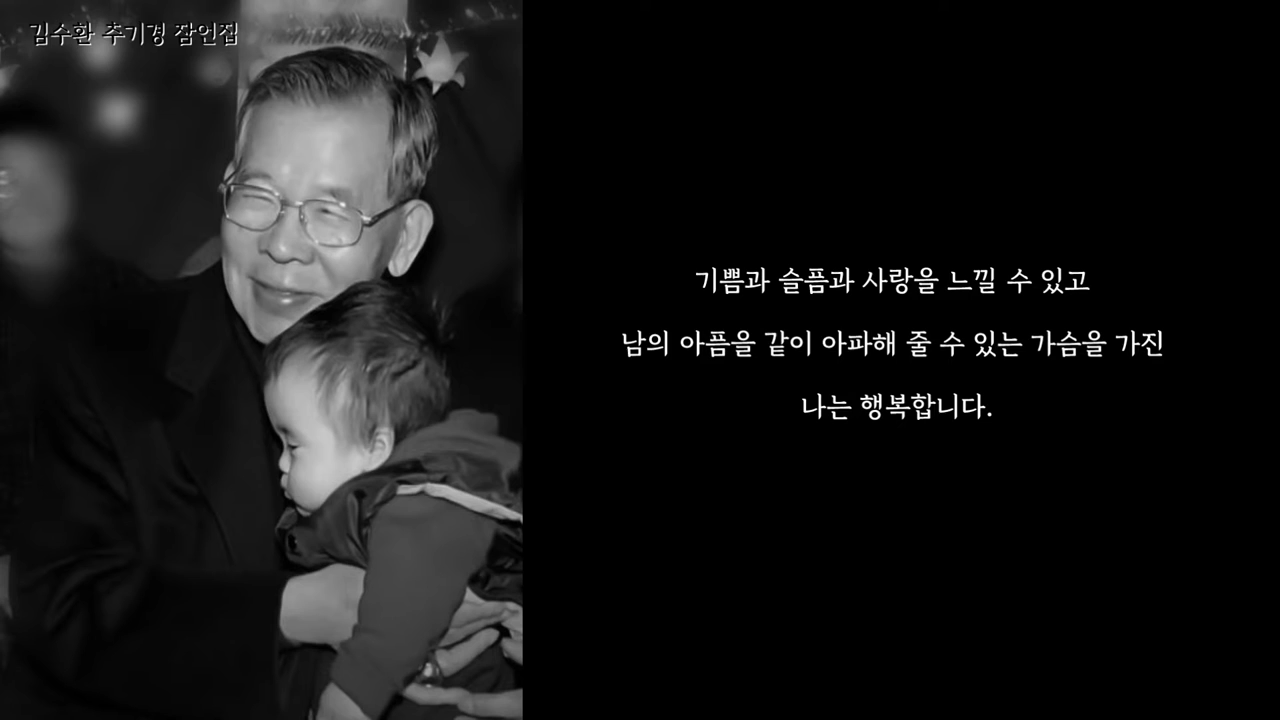 김수환 추기경 잠언집
기쁨과 슬픔과 사랑을 느낄 수 있고
남의 아픔을 같이 아파해 줄 수 있는 가슴을 가진
나는 행복합니다.